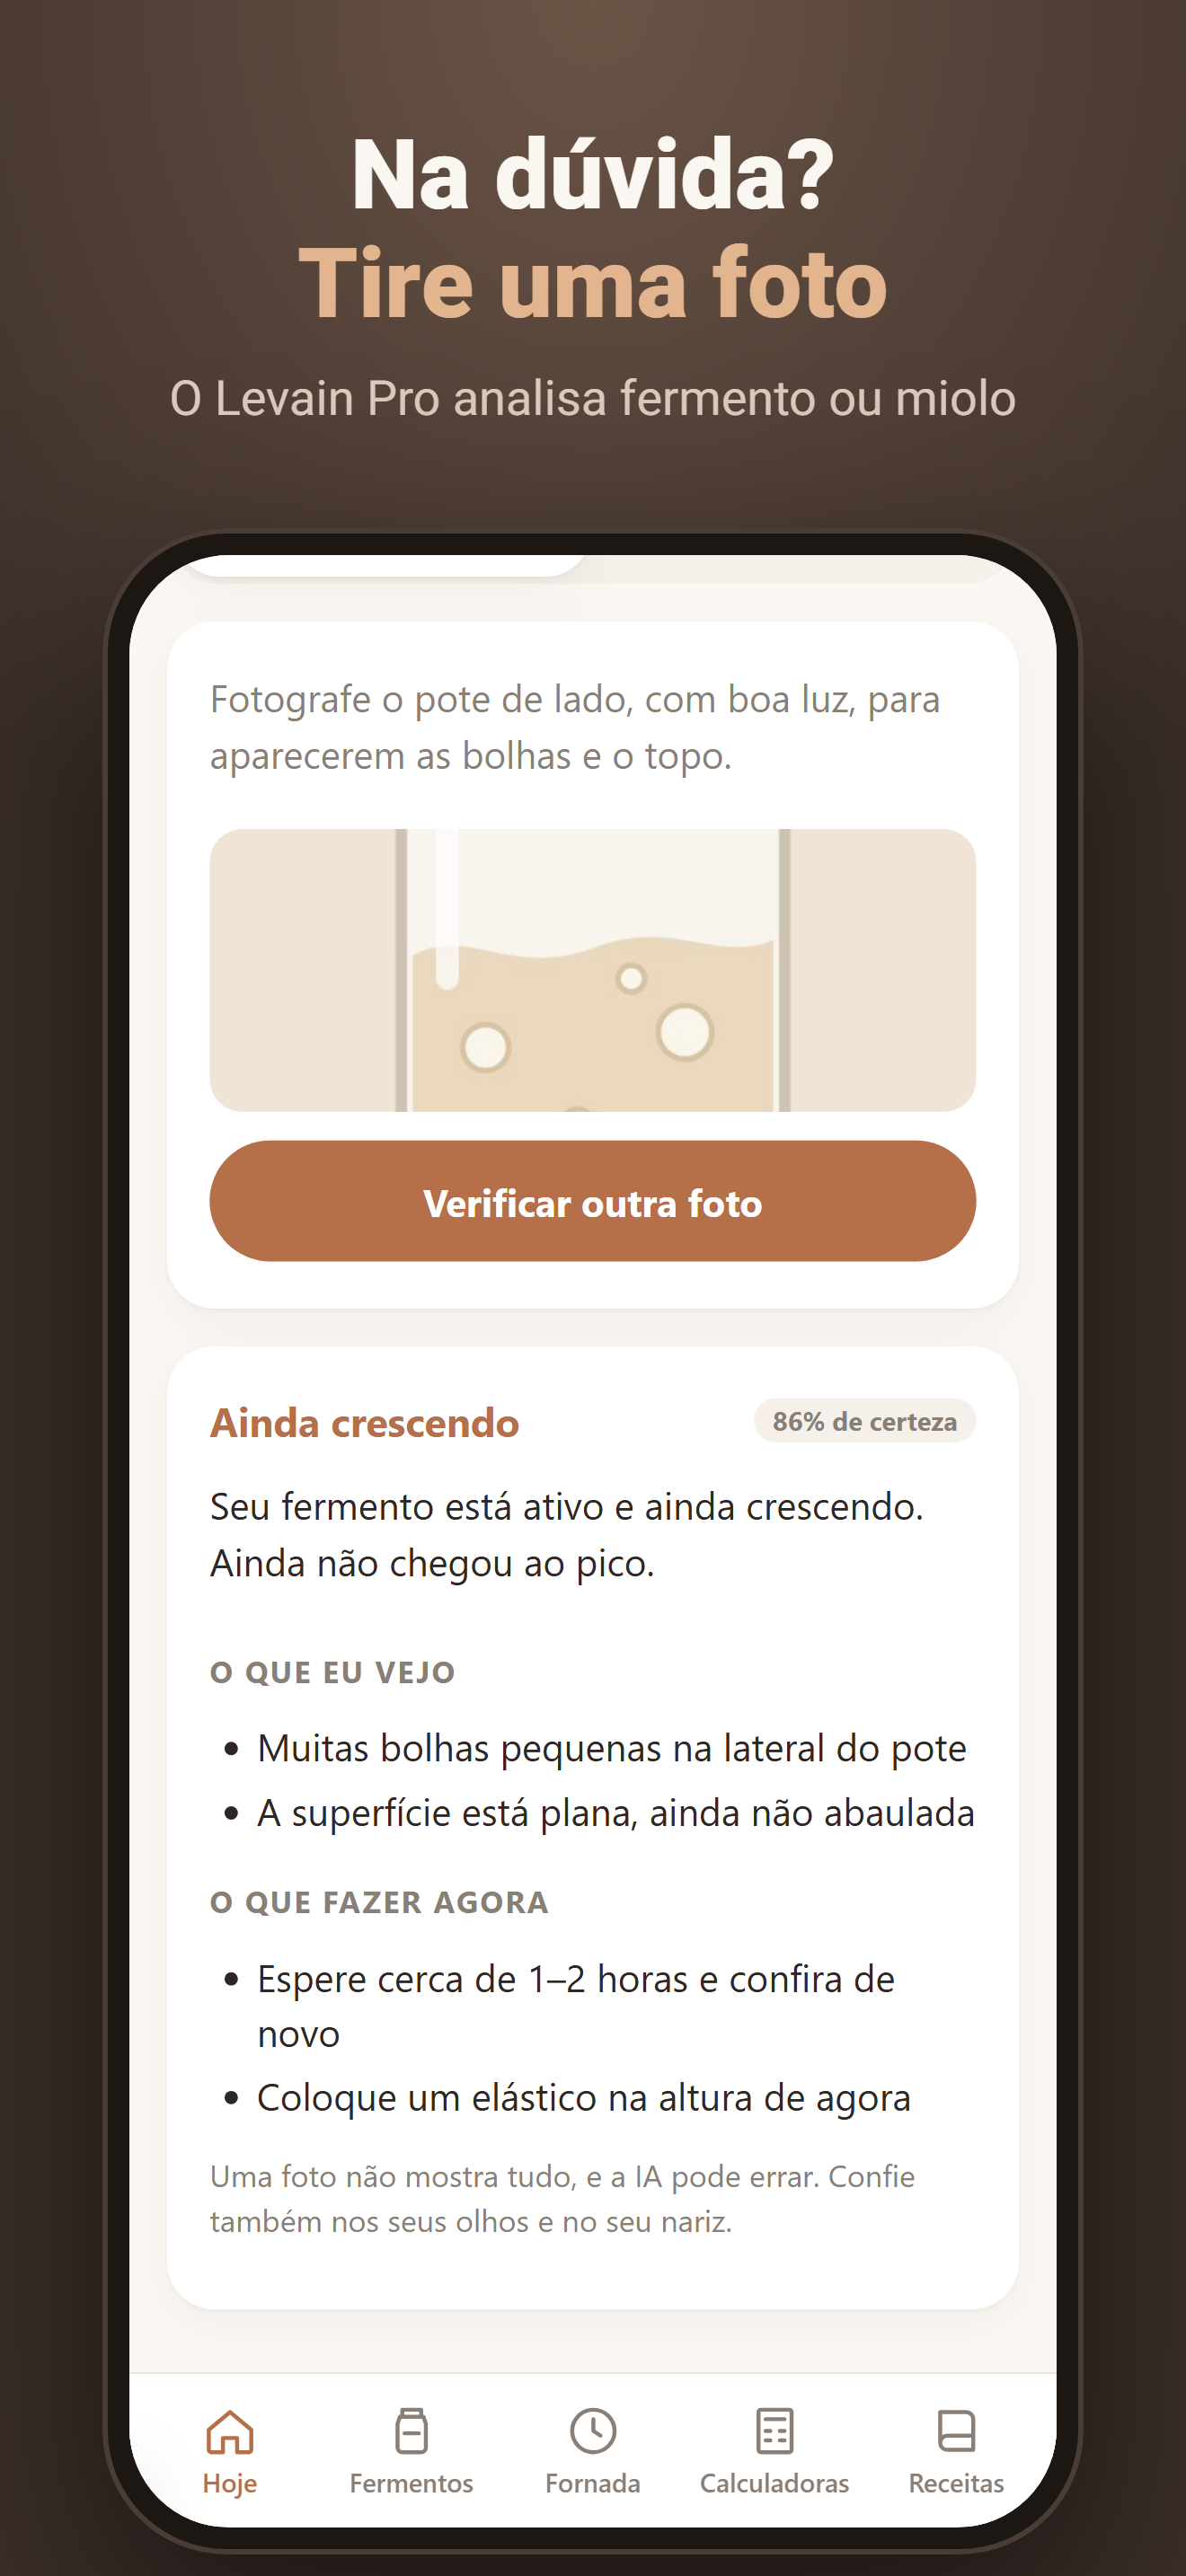 Na dúvida?
Tire uma foto
O Levain Pro analisa fermento ou miolo
Fotografe o pote de lado, com boa luz, para
aparecerem as bolhas e o topo.
Verificar outra foto
Ainda crescendo
86% de certeza
Seu fermento está ativo e ainda crescendo.
Ainda não chegou ao pico.
O QUE EU VEJO
• Muitas bolhas pequenas na lateral do pote
• A superfície está plana, ainda não abaulada
O QUE FAZER AGORA
• Espere cerca de 1–2 horas e confira de
novo
• Coloque um elástico na altura de agora
Uma foto não mostra tudo, e a IA pode errar. Confie
também nos seus olhos e no seu nariz.
Hoje
Fermentos
Fornada
Calculadoras
Receitas